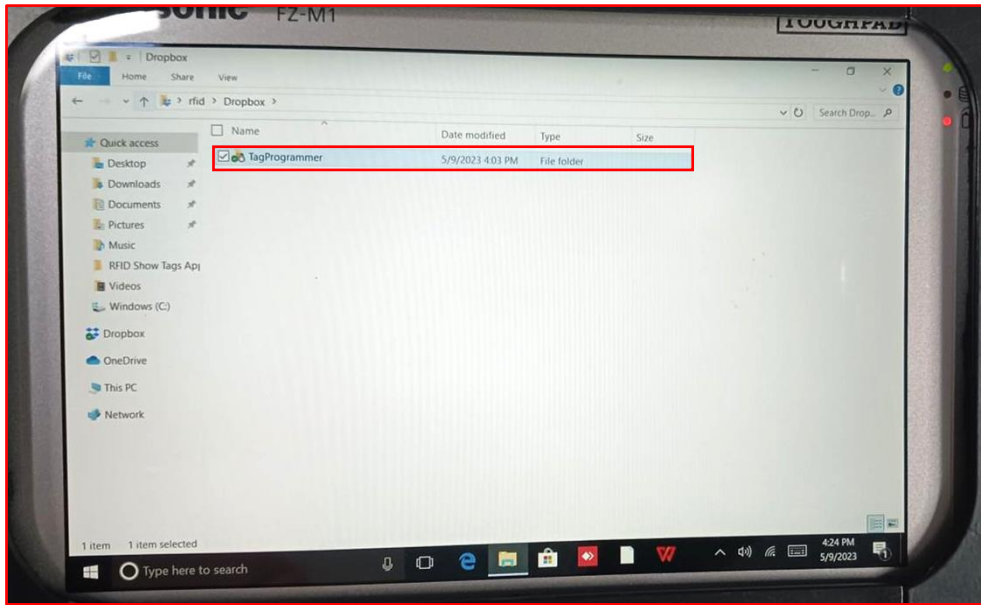 FZ-M1
TOUGHPAD
Dropbox
File Home Share View
rfid > Dropbox >
Search Drop...
Name Date modified Type Size
TagProgrammer 5/9/2023 4:03 PM File folder
Quick access
Desktop
Downloads
Documents
Pictures
Music
RFID Show Tags Ap
Videos
Windows (C:)
Dropbox
OneDrive
This PC
Network
1 item 1 item selected
Type here to search
4:24 PM
5/9/2023
1